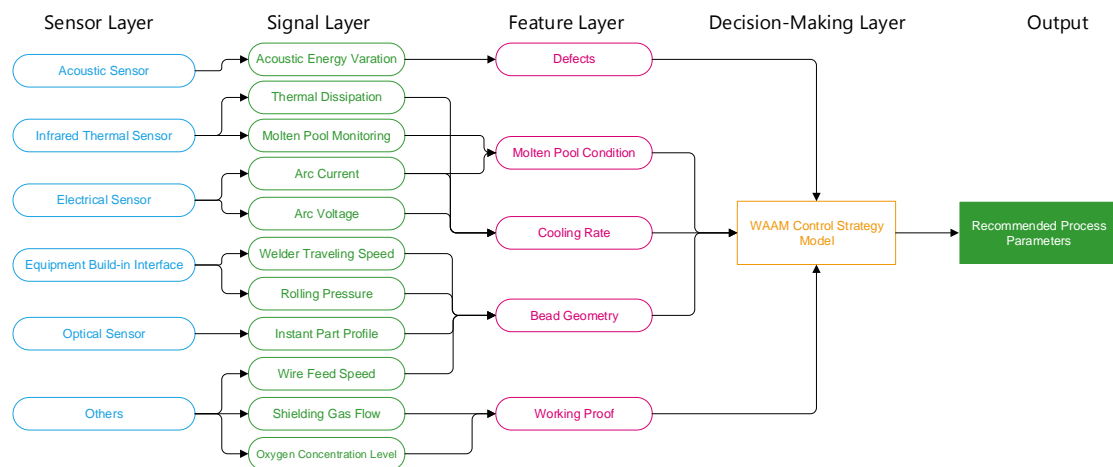 Sensor Layer
Signal Layer
Feature Layer
Decision-Making Layer
Output
Acoustic Sensor
Infrared Thermal Sensor
Electrical Sensor
Equipment Build-in Interface
Optical Sensor
Others
Acoustic Energy Varation
Thermal Dissipation
Molten Pool Monitoring
Arc Current
Arc Voltage
Welder Traveling Speed
Rolling Pressure
Instant Part Profile
Wire Feed Speed
Shielding Gas Flow
Oxygen Concentration Level
Defects
Molten Pool Condition
Cooling Rate
Bead Geometry
Working Proof
WAAM Control Strategy
Model
Recommended Process
Parameters